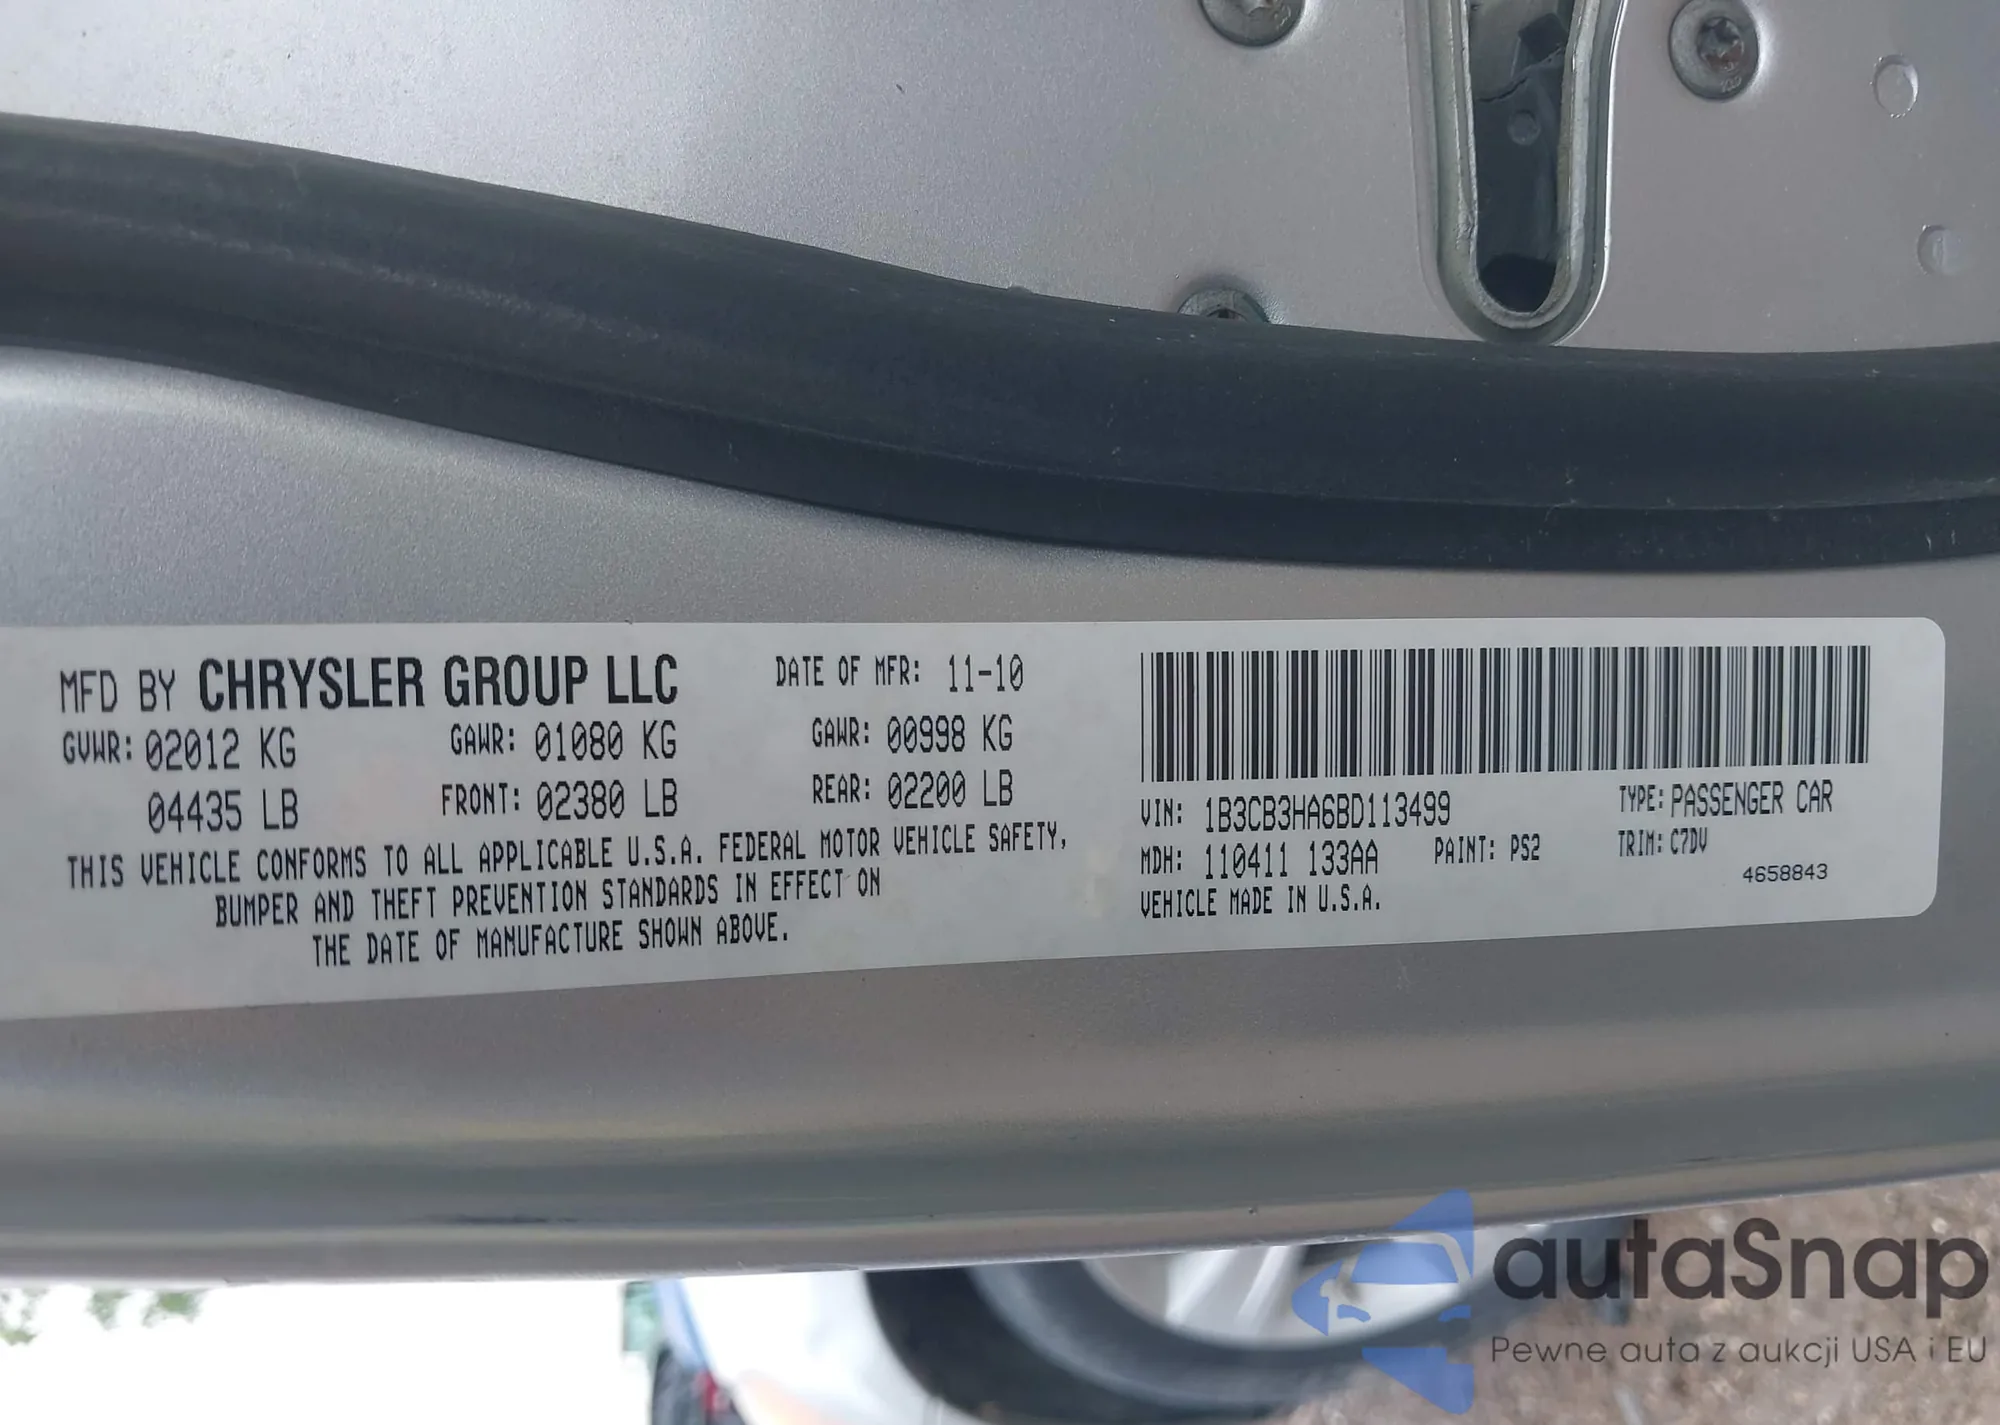 MFD BY CHRYSLER GROUP LLC DATE OF MFR: 11-10
GVWR: 02012 KG GAWR: 01080 KG GAWR: 00998 KG
04435 LB FRONT: 02380 LB REAR: 02200 LB
THIS VEHICLE CONFORMS TO ALL APPLICABLE U.S.A. FEDERAL MOTOR VEHICLE SAFETY,
BUMPER AND THEFT PREVENTION STANDARDS IN EFFECT ON
THE DATE OF MANUFACTURE SHOWN ABOVE.
VIN: 1B3CB3HA6BD113499 TYPE: PASSENGER CAR
MDH: 110411 133AA PAINT: PS2 TRIM: C7DV
VEHICLE MADE IN U.S.A. 4658843
autaSnap
Pewne auta z aukcji USA i EU